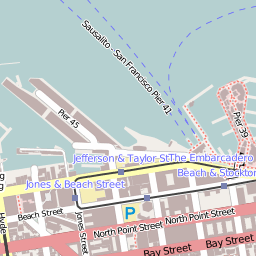 Sausalito - San Francisco Pier 41
Pier 45
Pier 39
Jefferson & Taylor St
The Embarcadero
Beach & Stockto
Jones & Beach Street
Hyde
Beach Street
Jones Street
P
North Point Street
North Point Street
Bay Street
Bay Street